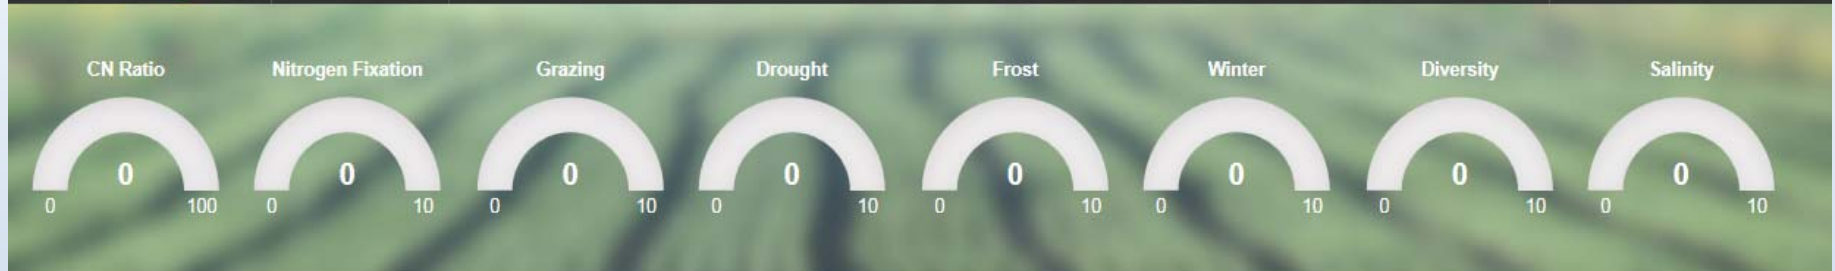 CN Ratio Nitrogen Fixation Grazing Drought Frost Winter Diversity Salinity
0 0 0 0 0 0 0 0
0 100 0 10 0 10 0 10 0 10 0 10 0 10 0 10